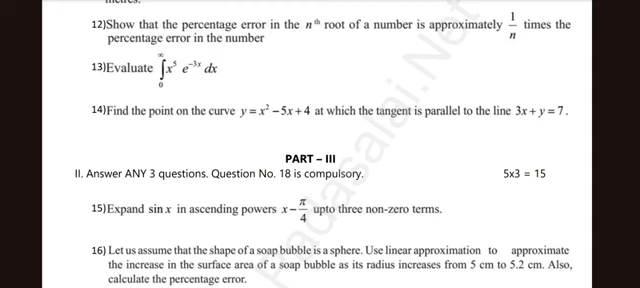 12)Show that the percentage error in the n th root of a number is approximately 1/n times the
percentage error in the number
13)Evaluate ∫₀^∞ x⁵ e⁻³ˣ dx
14)Find the point on the curve y = x² − 5x + 4 at which the tangent is parallel to the line 3x + y = 7.
PART – III
II. Answer ANY 3 questions. Question No. 18 is compulsory. 5x3 = 15
15)Expand sin x in ascending powers x − π/4 upto three non-zero terms.
16) Let us assume that the shape of a soap bubble is a sphere. Use linear approximation to approximate
the increase in the surface area of a soap bubble as its radius increases from 5 cm to 5.2 cm. Also,
calculate the percentage error.
Padasalai.Net